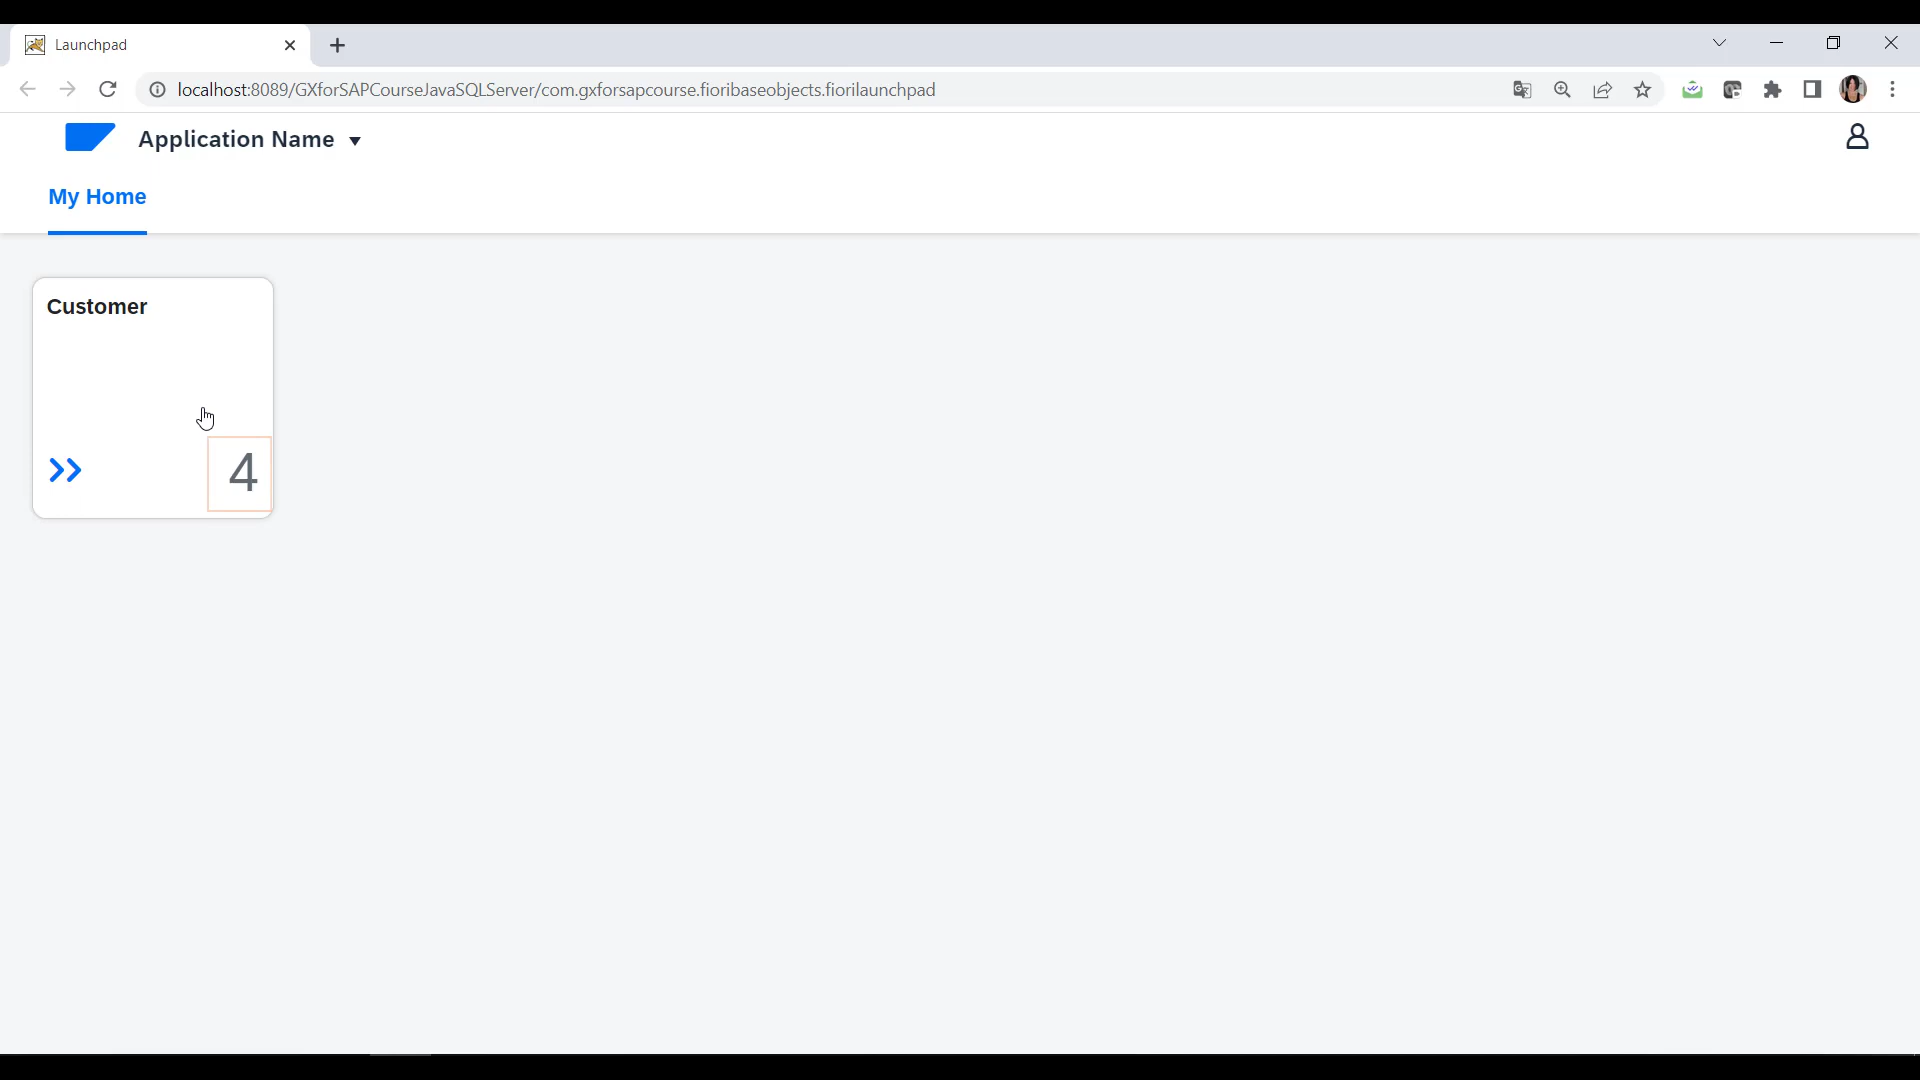 Launchpad
localhost:8089/GXforSAPCourseJavaSQLServer/com.gxforsapcourse.fioribaseobjects.fiorilaunchpad
Application Name
My Home
Customer
4